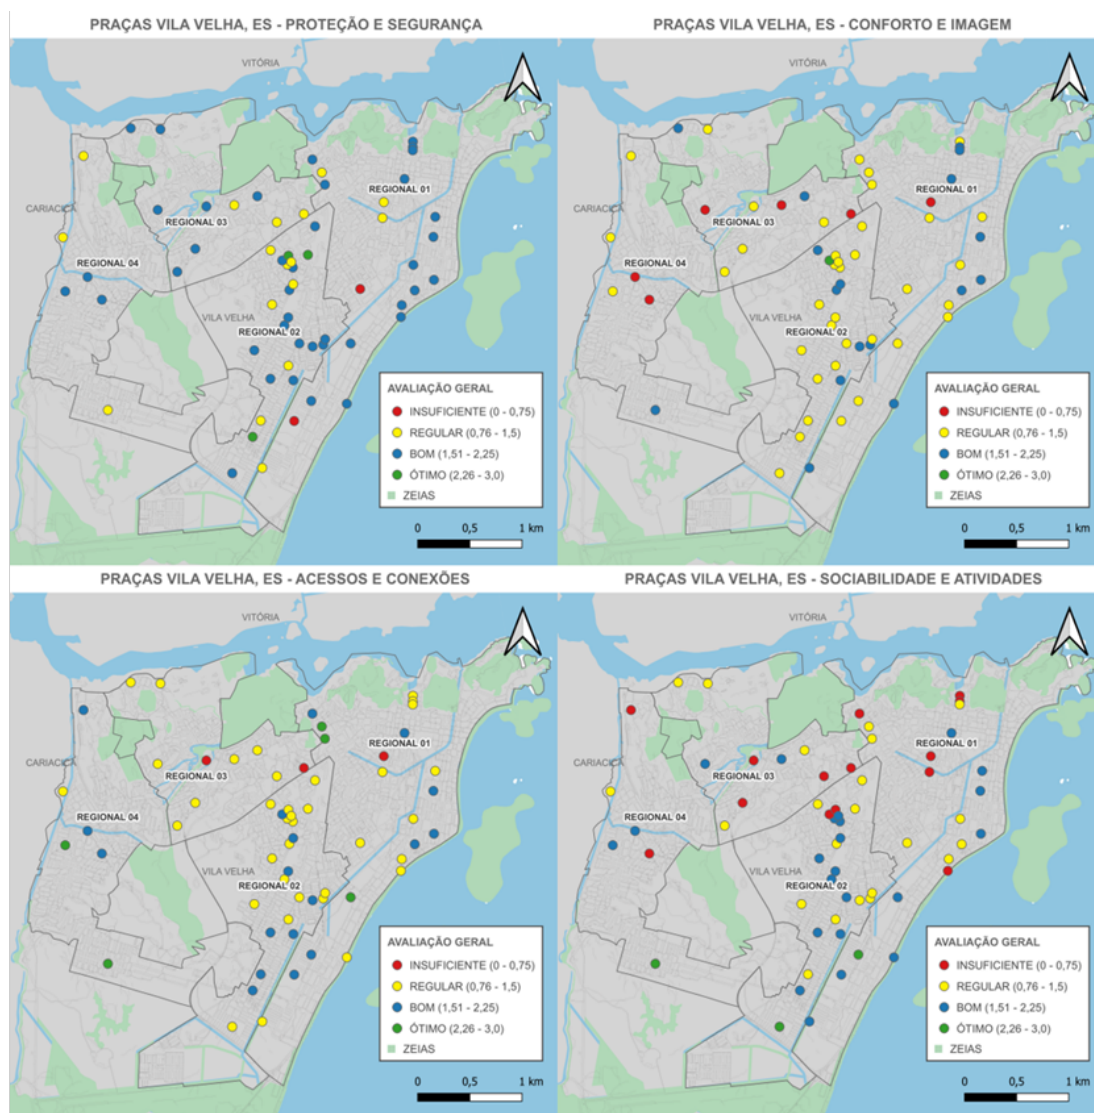 PRAÇAS VILA VELHA, ES - PROTEÇÃO E SEGURANÇA
VITÓRIA
REGIONAL 01
CARIACICA
REGIONAL 03
REGIONAL 04
VILA VELHA
REGIONAL 02
AVALIAÇÃO GERAL
INSUFICIENTE (0 - 0,75)
REGULAR (0,76 - 1,5)
BOM (1,51 - 2,25)
ÓTIMO (2,26 - 3,0)
ZEIAS
0 0,5 1 km
PRAÇAS VILA VELHA, ES - CONFORTO E IMAGEM
VITÓRIA
REGIONAL 01
CARIACICA
REGIONAL 03
REGIONAL 04
VILA VELHA
REGIONAL 02
AVALIAÇÃO GERAL
INSUFICIENTE (0 - 0,75)
REGULAR (0,76 - 1,5)
BOM (1,51 - 2,25)
ÓTIMO (2,26 - 3,0)
ZEIAS
0 0,5 1 km
PRAÇAS VILA VELHA, ES - ACESSOS E CONEXÕES
VITÓRIA
REGIONAL 01
CARIACICA
REGIONAL 03
REGIONAL 04
VILA VELHA
REGIONAL 02
AVALIAÇÃO GERAL
INSUFICIENTE (0 - 0,75)
REGULAR (0,76 - 1,5)
BOM (1,51 - 2,25)
ÓTIMO (2,26 - 3,0)
ZEIAS
0 0,5 1 km
PRAÇAS VILA VELHA, ES - SOCIABILIDADE E ATIVIDADES
VITÓRIA
REGIONAL 01
CARIACICA
REGIONAL 03
REGIONAL 04
VILA VELHA
REGIONAL 02
AVALIAÇÃO GERAL
INSUFICIENTE (0 - 0,75)
REGULAR (0,76 - 1,5)
BOM (1,51 - 2,25)
ÓTIMO (2,26 - 3,0)
ZEIAS
0 0,5 1 km